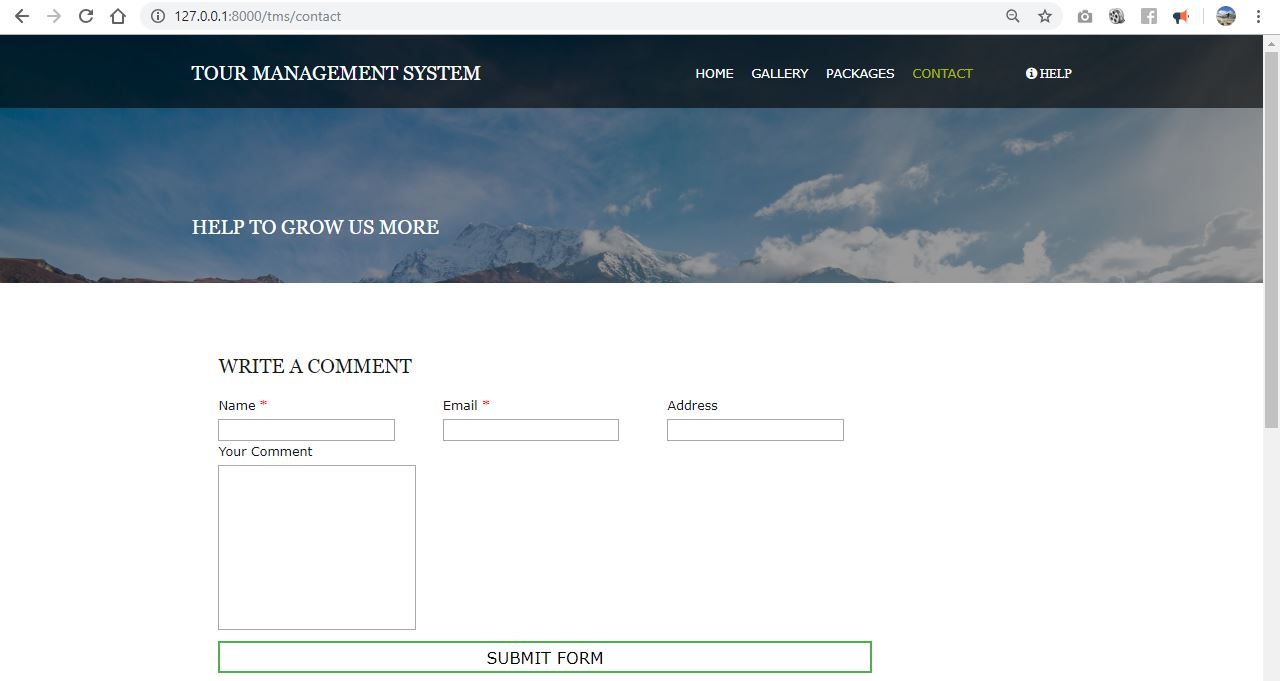 127.0.0.1:8000/tms/contact
TOUR MANAGEMENT SYSTEM
HOME GALLERY PACKAGES CONTACT HELP
HELP TO GROW US MORE
WRITE A COMMENT
Name * Email * Address
Your Comment
SUBMIT FORM